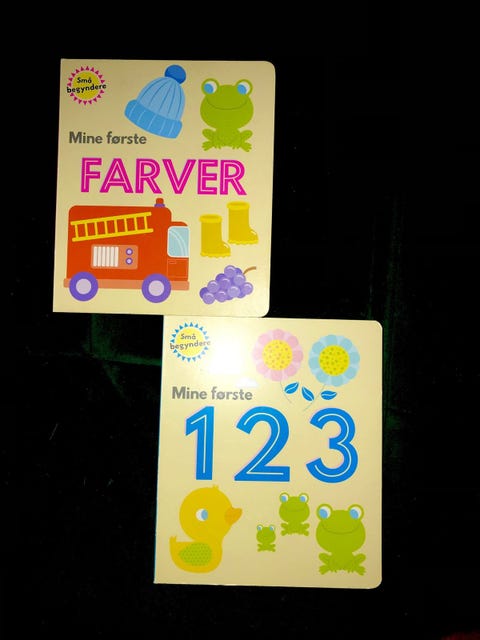 Små
begyndere
Mine første
FARVER
Små
begyndere
Mine første
123